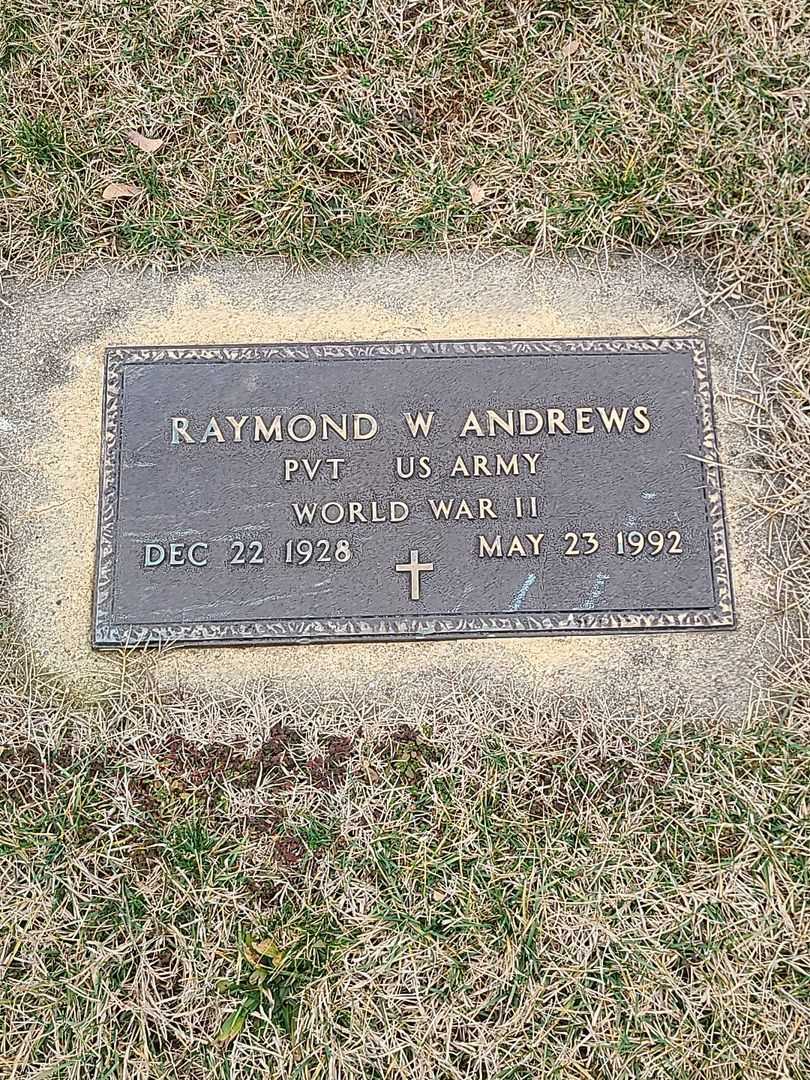 RAYMOND W ANDREWS
PVT US ARMY
WORLD WAR II
DEC 22 1928 MAY 23 1992